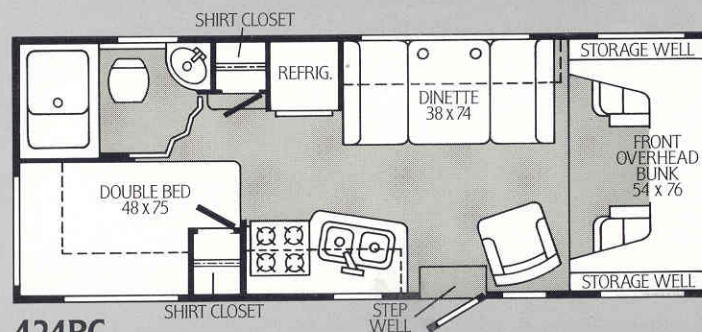 SHIRT CLOSET
STORAGE WELL
REFRIG.
DINETTE
38 x 74
FRONT
OVERHEAD
BUNK
54 x 76
DOUBLE BED
48 x 75
STORAGE WELL
SHIRT CLOSET
STEP
WELL